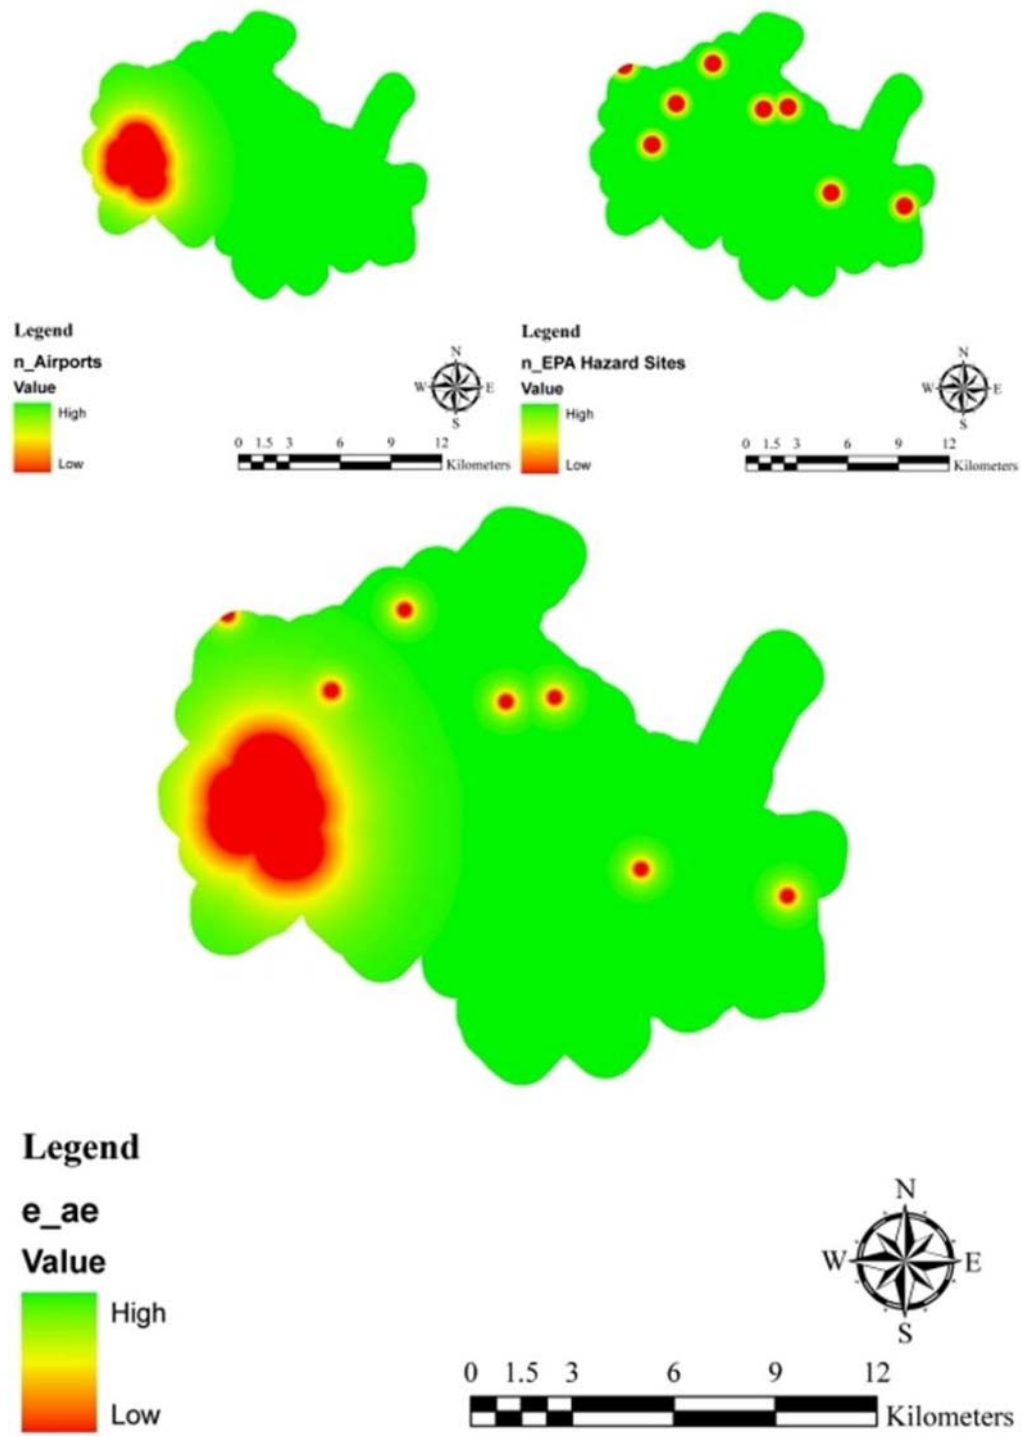 Legend
n_Airports
Value
High
Low
N
W E
S
0 1.5 3 6 9 12
Kilometers
Legend
n_EPA Hazard Sites
Value
High
Low
N
W E
S
0 1.5 3 6 9 12
Kilometers
Legend
e_ae
Value
High
Low
N
W E
S
0 1.5 3 6 9 12
Kilometers